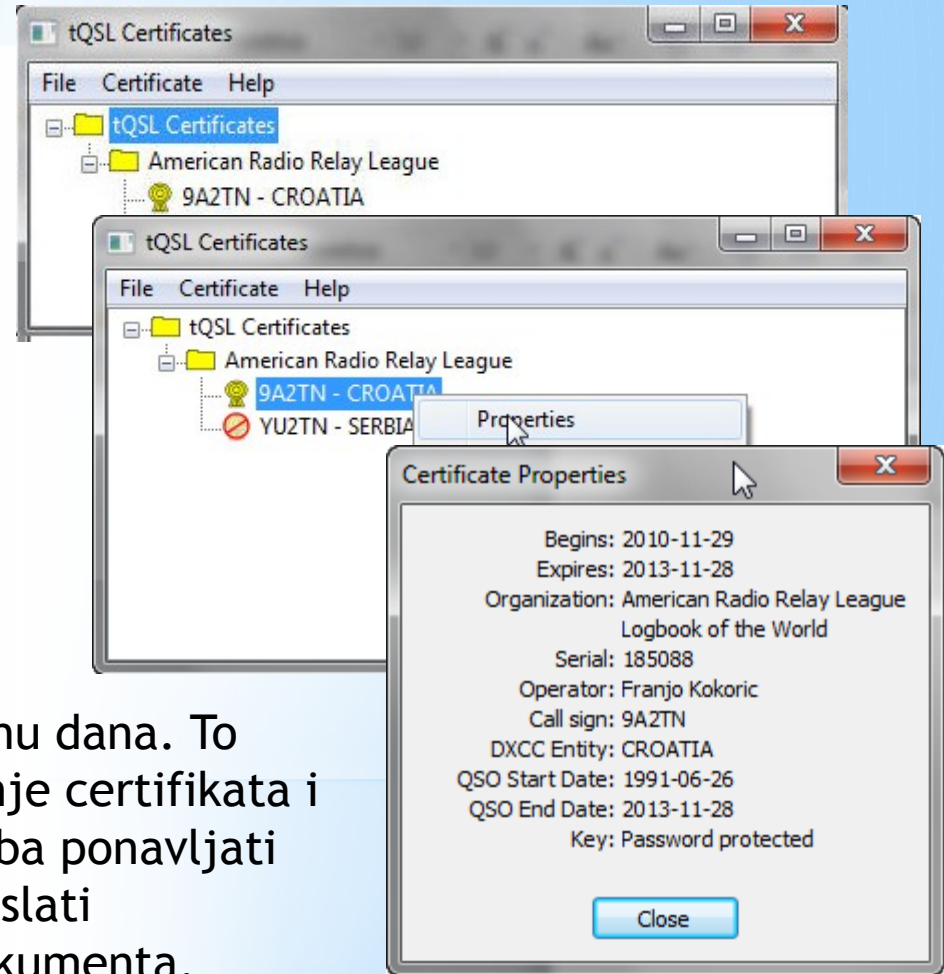 tQSL Certificates
File Certificate Help
tQSL Certificates
American Radio Relay League
9A2TN - CROATIA
tQSL Certificates
File Certificate Help
tQSL Certificates
American Radio Relay League
9A2TN - CROATIA
YU2TN - SERBIA
Properties
Certificate Properties
Begins: 2010-11-29
Expires: 2013-11-28
Organization: American Radio Relay League
Logbook of the World
Serial: 185088
Operator: Franjo Kokoric
Call sign: 9A2TN
DXCC Entity: CROATIA
QSO Start Date: 1991-06-26
QSO End Date: 2013-11-28
Key: Password protected
Close
nu dana. To
nje certifikata i
ba ponavljati
slati
kumenta.